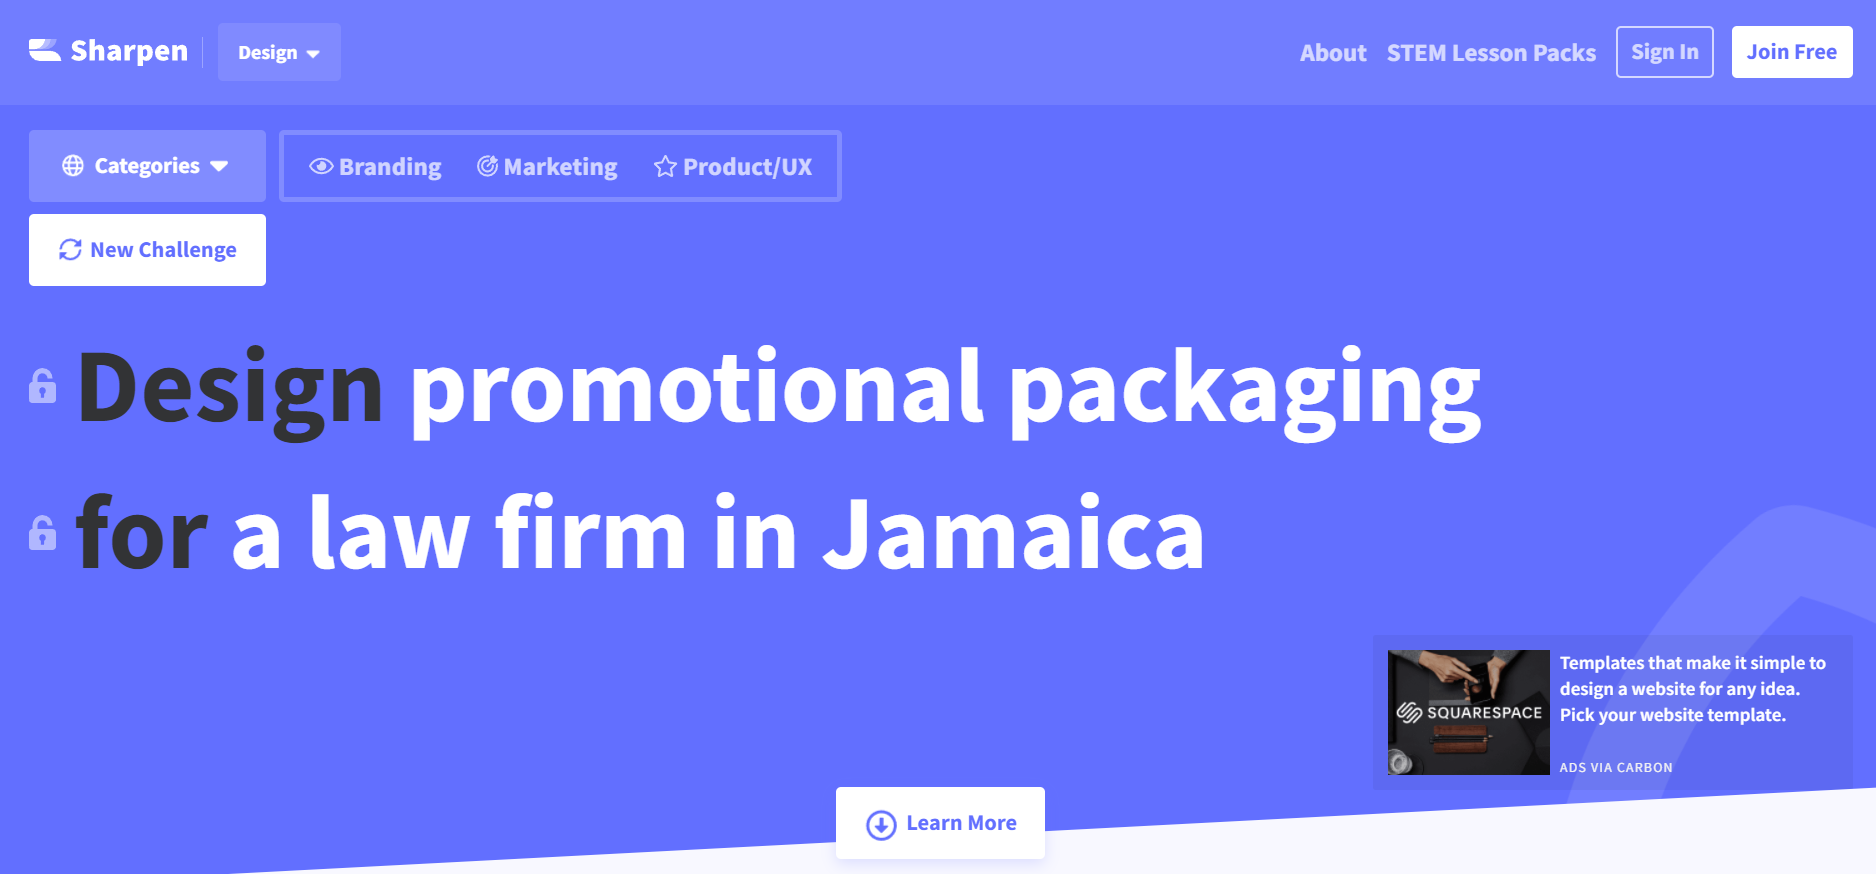 Sharpen
Design
About
STEM Lesson Packs
Sign In
Join Free
Categories
Branding
Marketing
Product/UX
New Challenge
Design promotional packaging
for a law firm in Jamaica
SQUARESPACE
Templates that make it simple to
design a website for any idea.
Pick your website template.
ADS VIA CARBON
Learn More